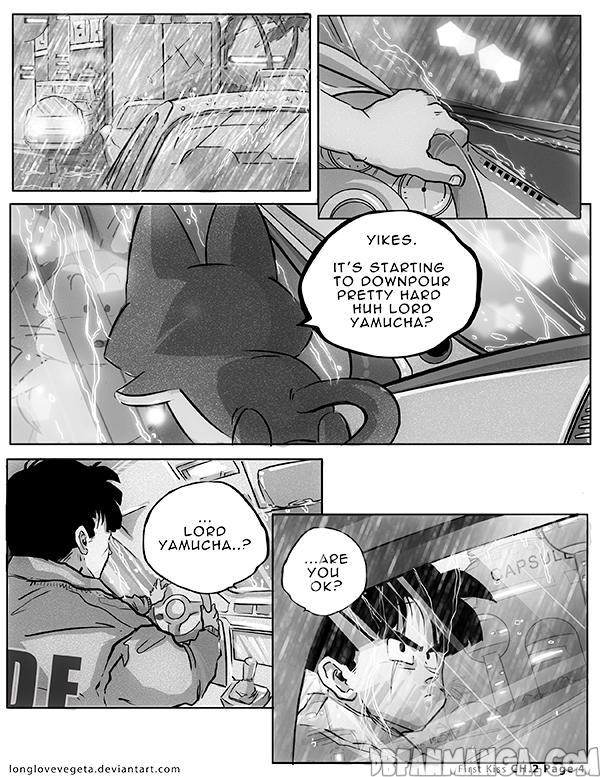 YIKES.
IT'S STARTING
TO DOWNPOUR
PRETTY HARD
HUH LORD
YAMUCHA?
...
LORD
YAMUCHA..?
...ARE
YOU
OK?
CAPSULE
DE
longlovevegeta.deviantart.com
First Kiss CH.2 Page 4
DBFANMANGA.COM